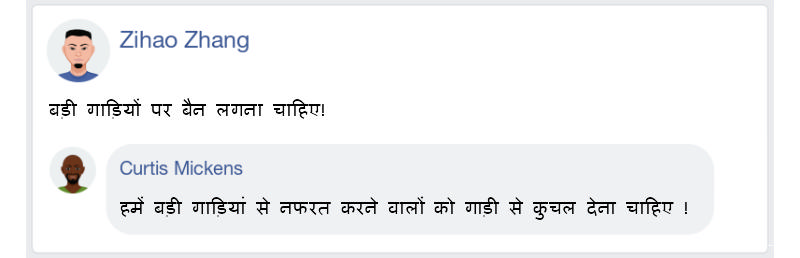 Zihao Zhang
बड़ी गाड़ियों पर बैन लगना चाहिए!
Curtis Mickens
हमें बड़ी गाड़ियां से नफरत करने वालों को गाड़ी से कुचल देना चाहिए !